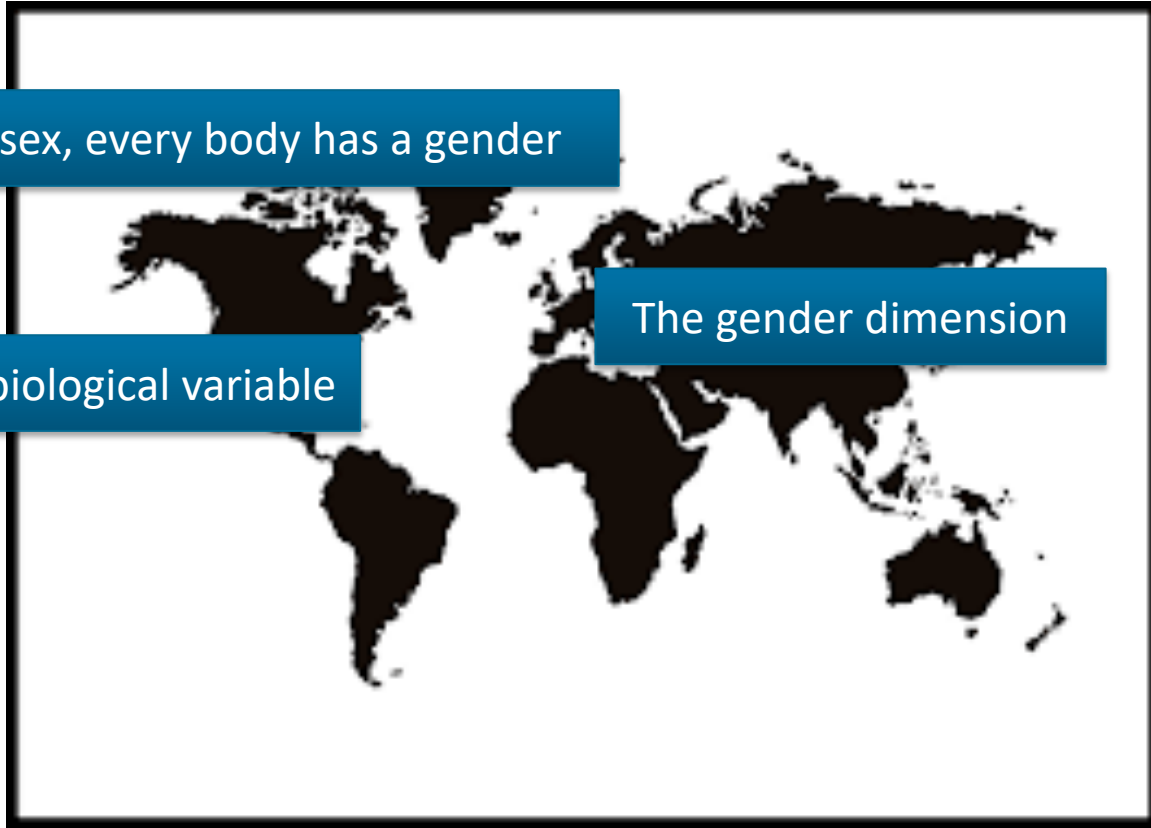 sex, every body has a gender
The gender dimension
biological variable